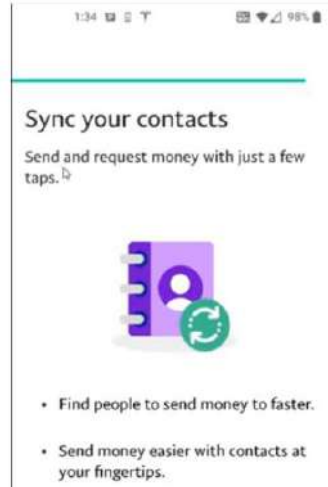 1:34
98%
Sync your contacts
Send and request money with just a few
taps.
• Find people to send money to faster.
• Send money easier with contacts at
your fingertips.